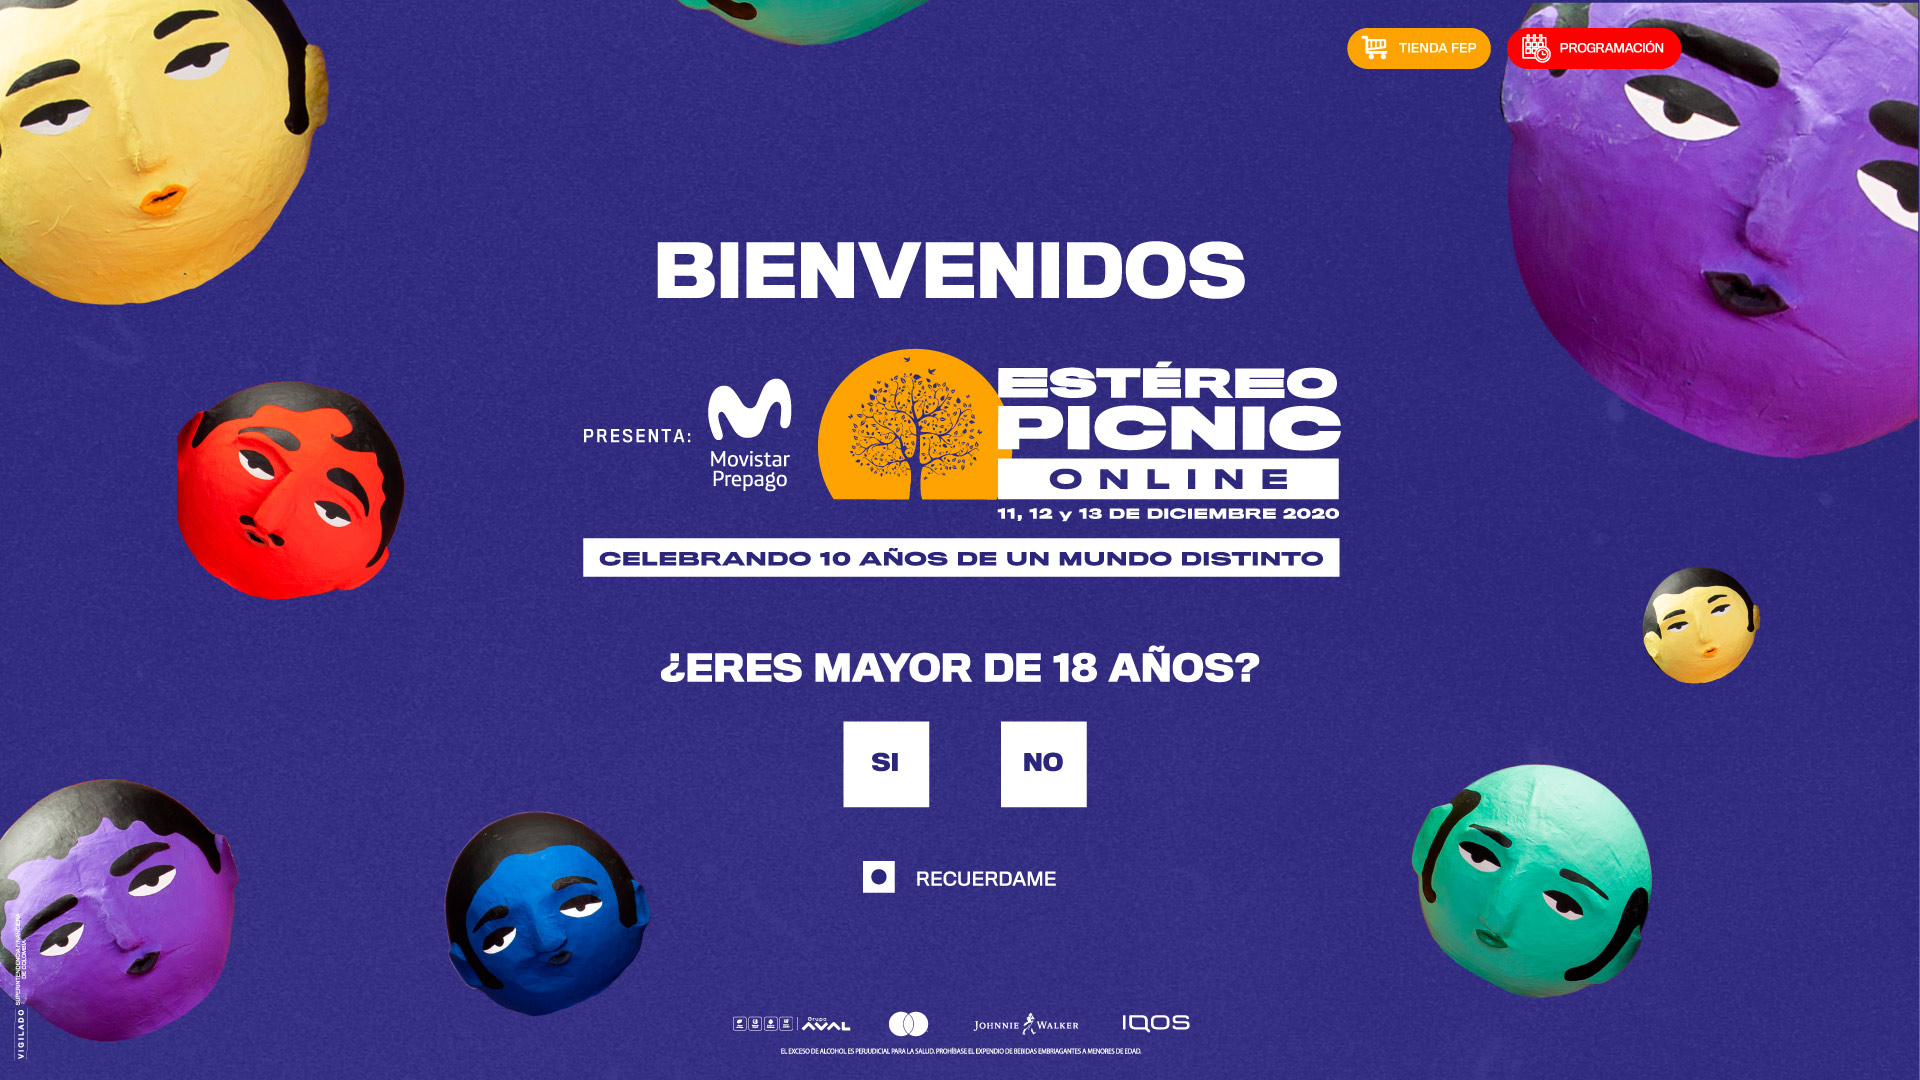 TIENDA FEP
PROGRAMACIÓN
BIENVENIDOS
PRESENTA:
Movistar
Prepago
ESTÉREO
PICNIC
ONLINE
11, 12 y 13 DE DICIEMBRE 2020
CELEBRANDO 10 AÑOS DE UN MUNDO DISTINTO
¿ERES MAYOR DE 18 AÑOS?
SI
NO
RECUERDAME
Grupo
AVAL
JOHNNIE WALKER
IQOS
EL EXCESO DE ALCOHOL ES PERJUDICIAL PARA LA SALUD. PROHÍBASE EL EXPENDIO DE BEBIDAS EMBRIAGANTES A MENORES DE EDAD.
VIGILADO
SUPERINTENDENCIA FINANCIERA
DE COLOMBIA